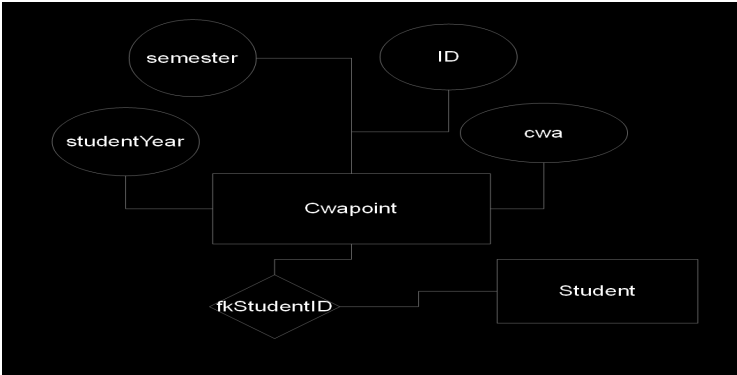 semester
ID
cwa
studentYear
Cwapoint
Student
fkStudentID